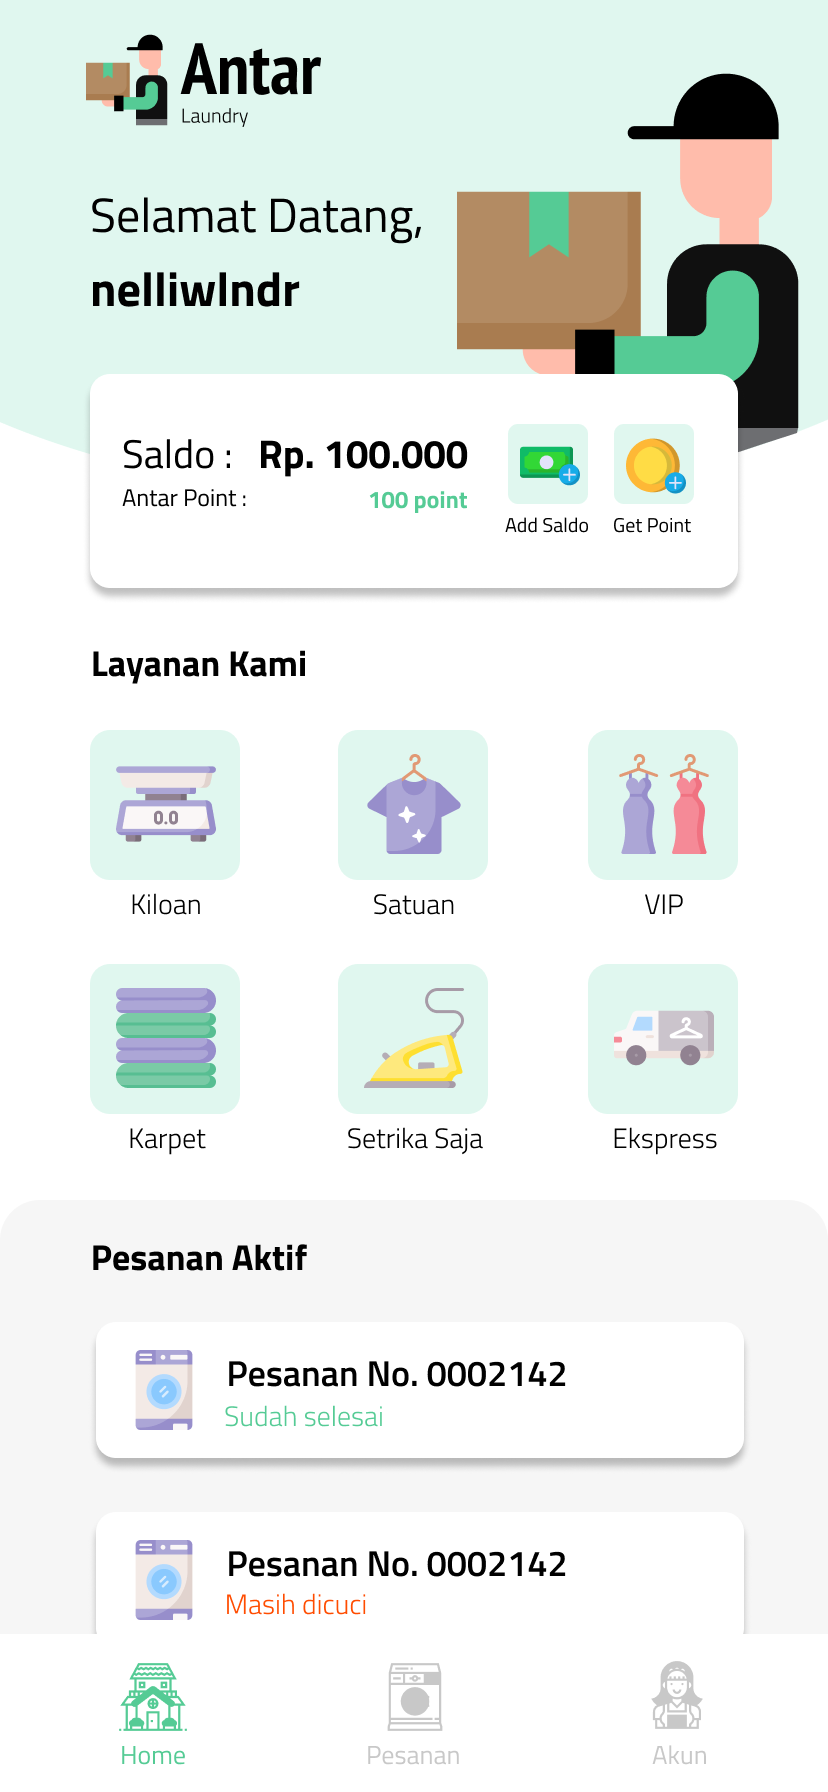 Antar
Laundry
Selamat Datang,
nelliwlndr
Saldo : Rp. 100.000
Antar Point : 100 point
Add Saldo Get Point
Layanan Kami
0.0
Kiloan Satuan VIP
Karpet Setrika Saja Ekspress
Pesanan Aktif
Pesanan No. 0002142
Sudah selesai
Pesanan No. 0002142
Masih dicuci
Home Pesanan Akun